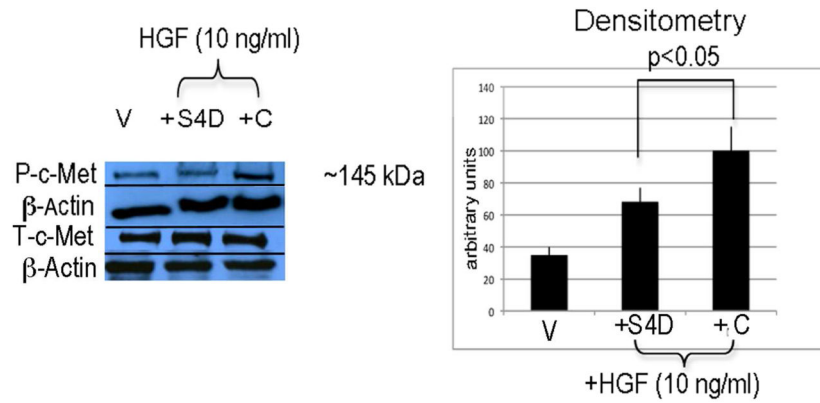 HGF (10 ng/ml)
V +S4D +C
P-c-Met ~145 kDa
β-Actin
T-c-Met
β-Actin
Densitometry
p<0.05
arbitrary units
140
120
100
80
60
40
20
0
V +S4D + C
+HGF (10 ng/ml)